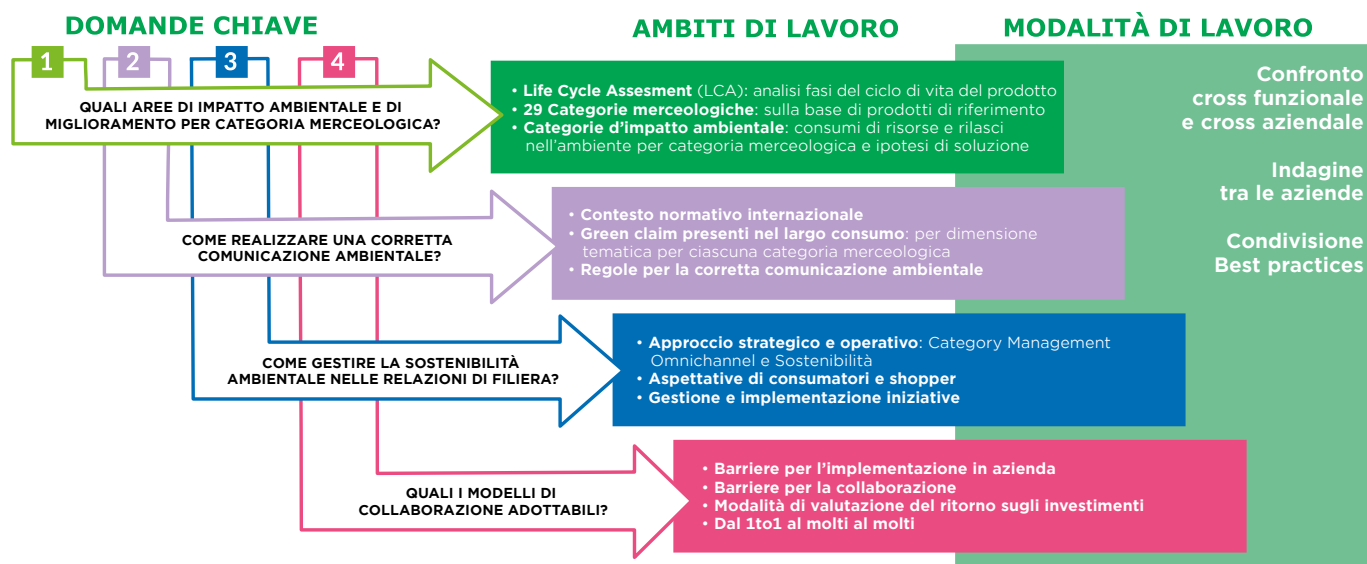 DOMANDE CHIAVE
AMBITI DI LAVORO
MODALITÀ DI LAVORO
1
2
3
4
QUALI AREE DI IMPATTO AMBIENTALE E DI
MIGLIORAMENTO PER CATEGORIA MERCEOLOGICA?
• Life Cycle Assesment (LCA): analisi fasi del ciclo di vita del prodotto
• 29 Categorie merceologiche: sulla base di prodotti di riferimento
• Categorie d'impatto ambientale: consumi di risorse e rilasci
nell'ambiente per categoria merceologica e ipotesi di soluzione
COME REALIZZARE UNA CORRETTA
COMUNICAZIONE AMBIENTALE?
• Contesto normativo internazionale
• Green claim presenti nel largo consumo: per dimensione
tematica per ciascuna categoria merceologica
• Regole per la corretta comunicazione ambientale
COME GESTIRE LA SOSTENIBILITÀ
AMBIENTALE NELLE RELAZIONI DI FILIERA?
• Approccio strategico e operativo: Category Management
Omnichannel e Sostenibilità
• Aspettative di consumatori e shopper
• Gestione e implementazione iniziative
QUALI I MODELLI DI
COLLABORAZIONE ADOTTABILI?
• Barriere per l'implementazione in azienda
• Barriere per la collaborazione
• Modalità di valutazione del ritorno sugli investimenti
• Dal 1to1 al molti al molti
Confronto
cross funzionale
e cross aziendale
Indagine
tra le aziende
Condivisione
Best practices